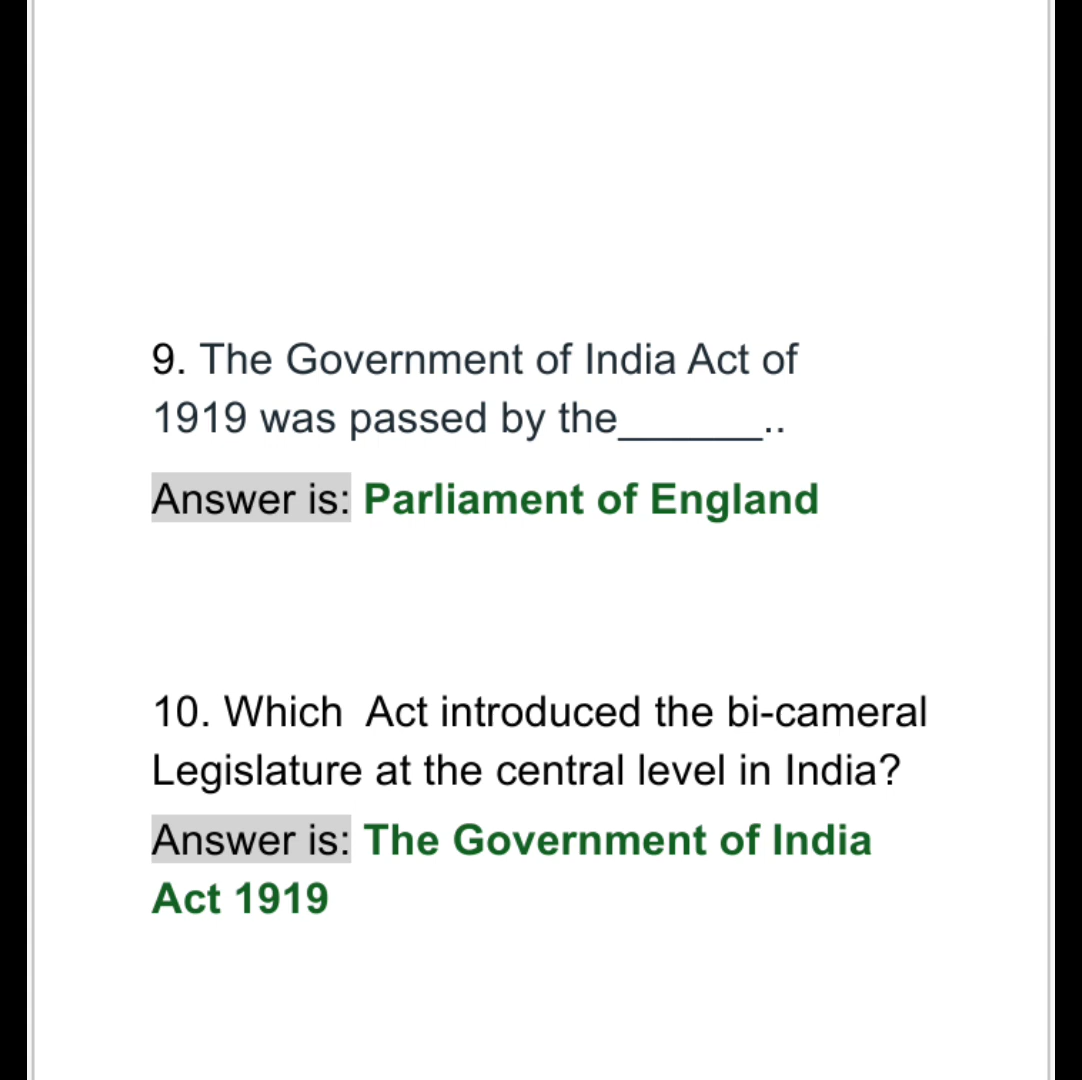 9. The Government of India Act of
1919 was passed by the______..
Answer is: Parliament of England
10. Which  Act introduced the bi-cameral
Legislature at the central level in India?
Answer is: The Government of India
Act 1919